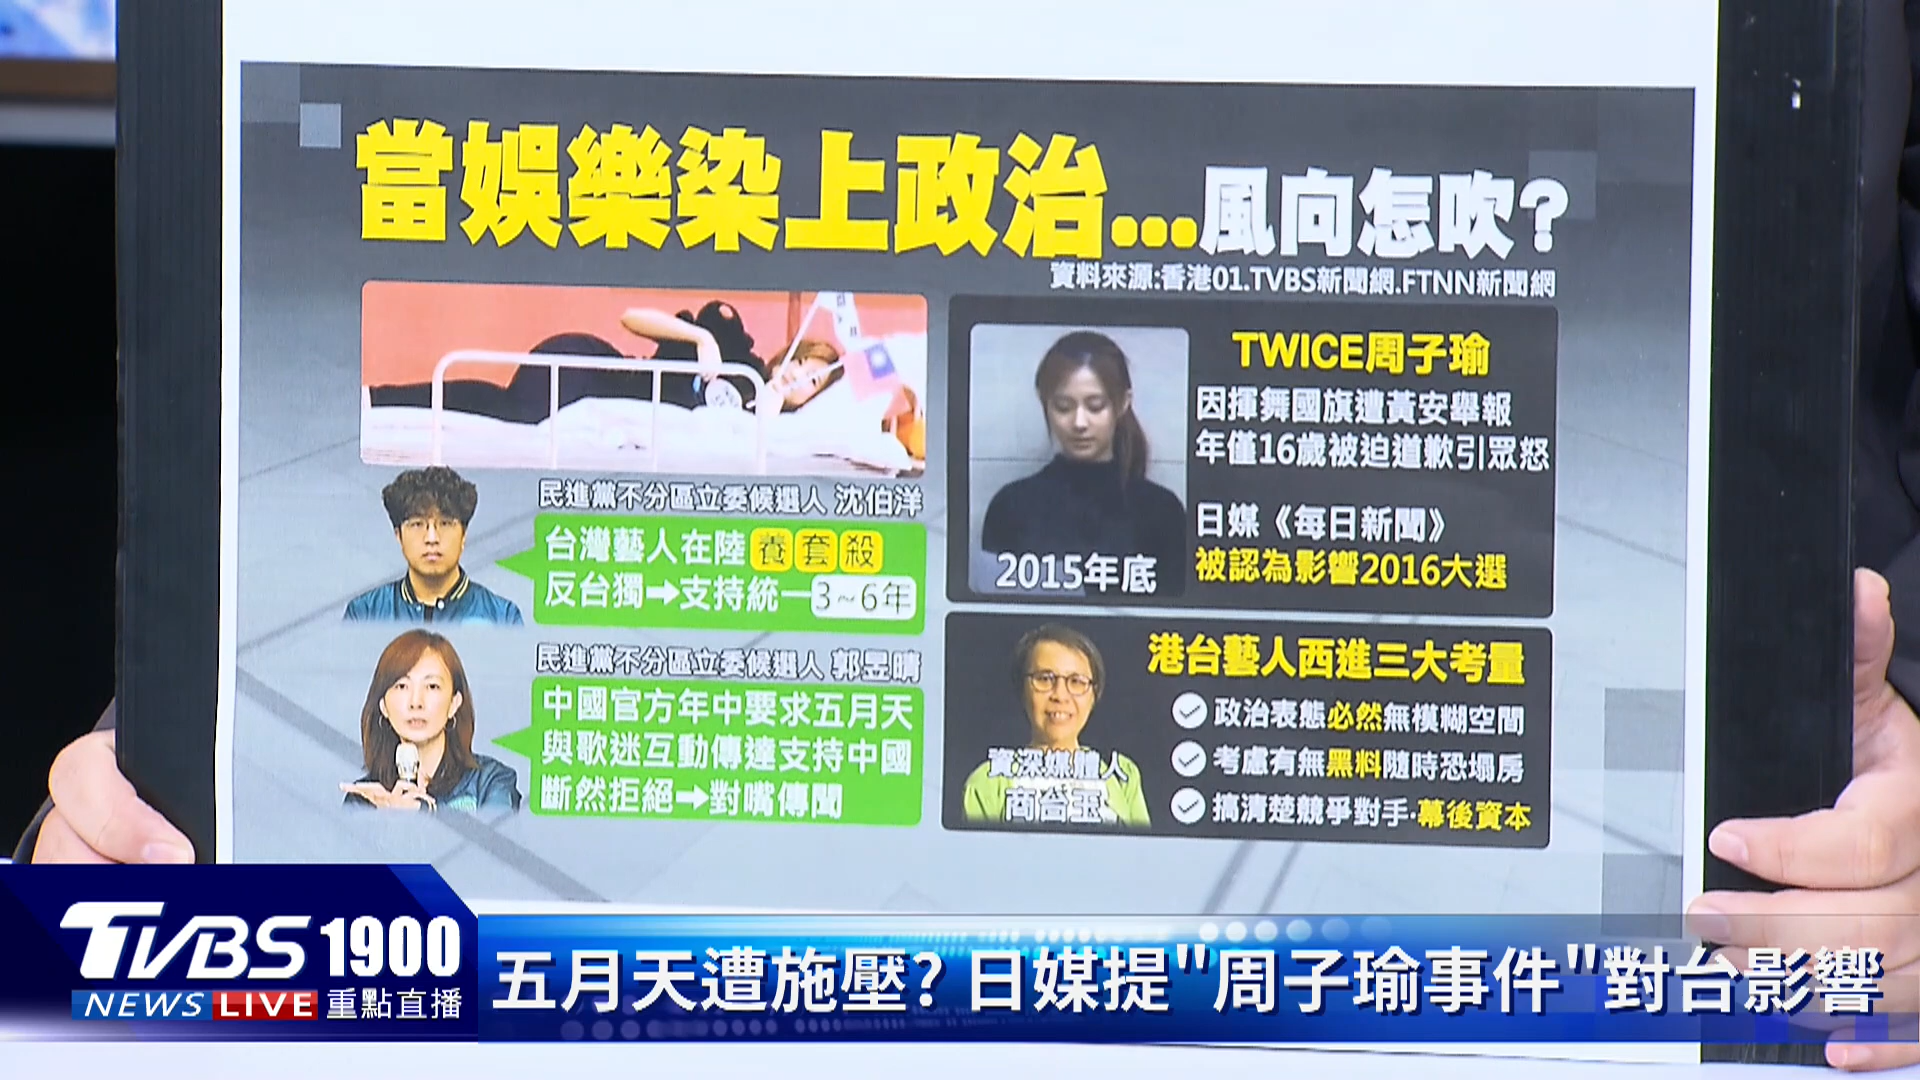 當娛樂染上政治...風向怎吹?
資料來源:香港01.TVBS新聞網.FTNN新聞網
民進黨不分區立委候選人 沈伯洋
台灣藝人在陸養套殺
反台獨➡支持統一3~6年
民進黨不分區立委候選人 郭昱晴
中國官方年中要求五月天
與歌迷互動傳達支持中國
斷然拒絕➡對嘴傳聞
TWICE周子瑜
因揮舞國旗遭黃安舉報
年僅16歲被迫道歉引眾怒
日媒《每日新聞》
被認為影響2016大選
2015年底
港台藝人西進三大考量
政治表態必然無模糊空間
考慮有無黑料隨時恐塌房
搞清楚競爭對手·幕後資本
資深媒體人
商台玉
TVBS 1900
NEWS LIVE 重點直播
五月天遭施壓? 日媒提"周子瑜事件"對台影響